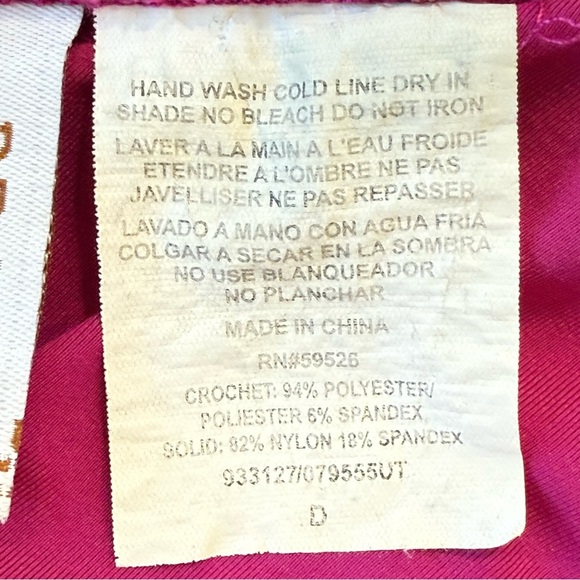 HAND WASH COLD LINE DRY IN
SHADE NO BLEACH DO NOT IRON
LAVER A LA MAIN A L'EAU FROIDE
ETENDRE A L'OMBRE NE PAS
JAVELLISER NE PAS REPASSER
LAVADO A MANO CON AGUA FRIA
COLGAR A SECAR EN LA SOMBRA
NO USE BLANQUEADOR
NO PLANCHAR
MADE IN CHINA
RN#59526
CROCHET: 94% POLYESTER/
POLIESTER 6% SPANDEX
SOLID: 82% NYLON 18% SPANDEX
933127/079555UT
D